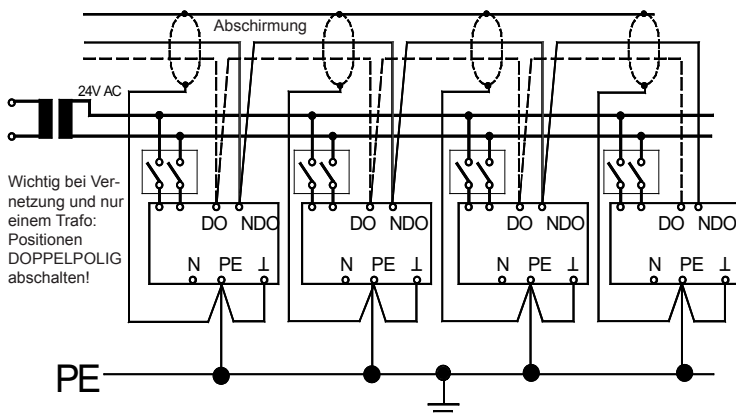 Abschirmung
24V AC
Wichtig bei Ver-
netzung und nur
einem Trafo:
Positionen
DOPPELPOLIG
abschalten!
DO NDO
N PE ⊥
DO NDO
N PE ⊥
DO NDO
N PE ⊥
DO NDO
N PE ⊥
PE